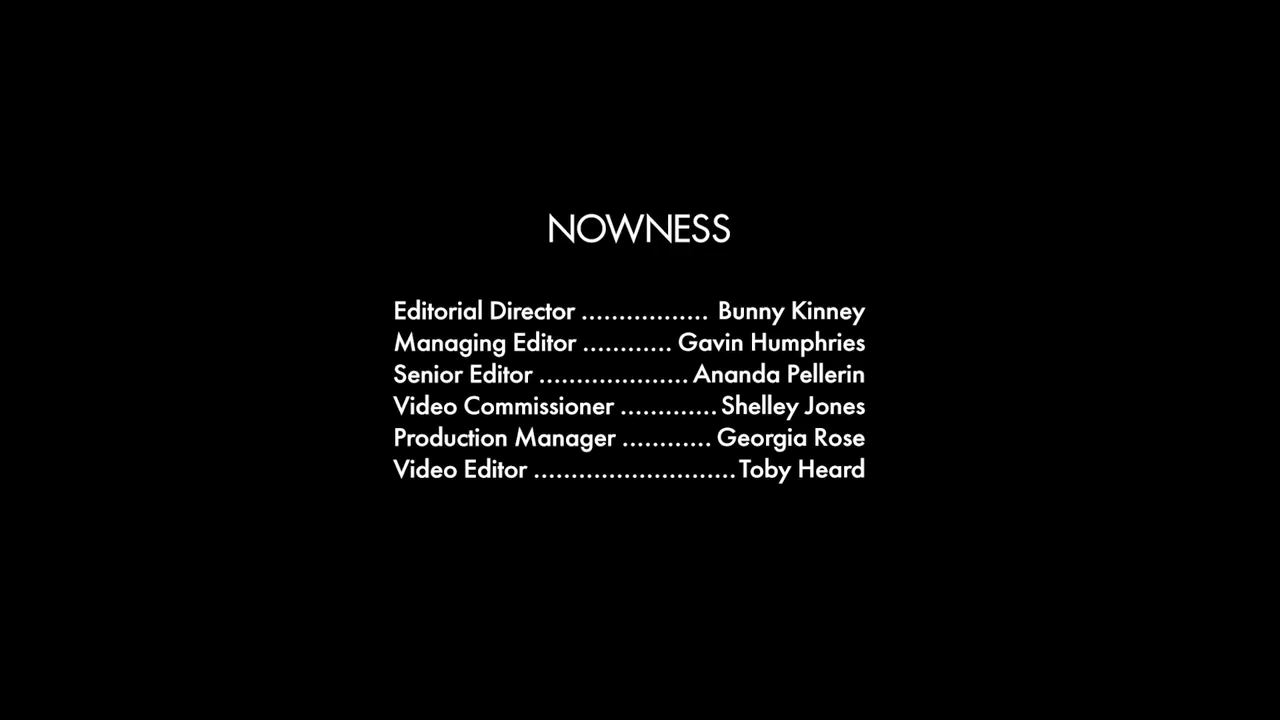 NOWNESS
Editorial Director ................. Bunny Kinney
Managing Editor ............ Gavin Humphries
Senior Editor .................... Ananda Pellerin
Video Commissioner ............. Shelley Jones
Production Manager ............ Georgia Rose
Video Editor ........................... Toby Heard